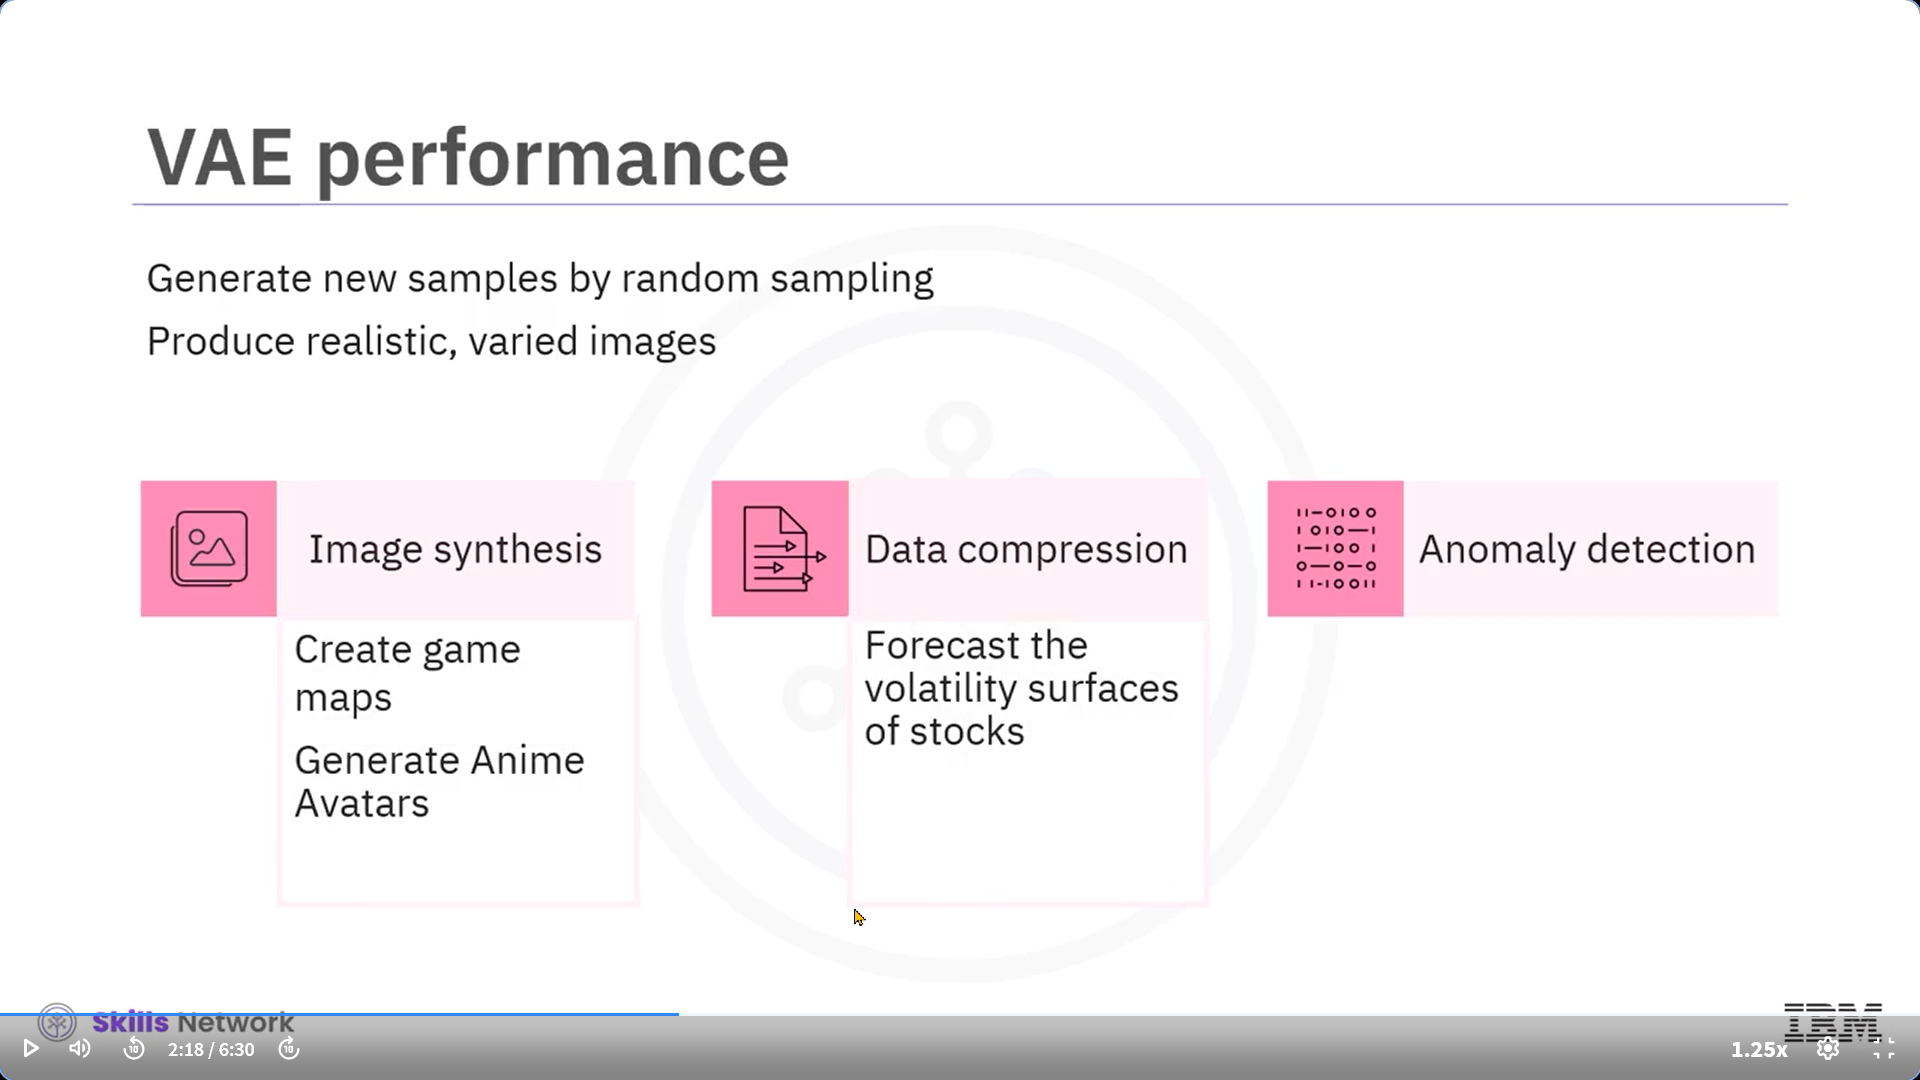 VAE performance
Generate new samples by random sampling
Produce realistic, varied images
Image synthesis
Create game
maps
Generate Anime
Avatars
Data compression
Forecast the
volatility surfaces
of stocks
Anomaly detection
Skills Network
IBM
10
2:18 / 6:30
10
1.25x